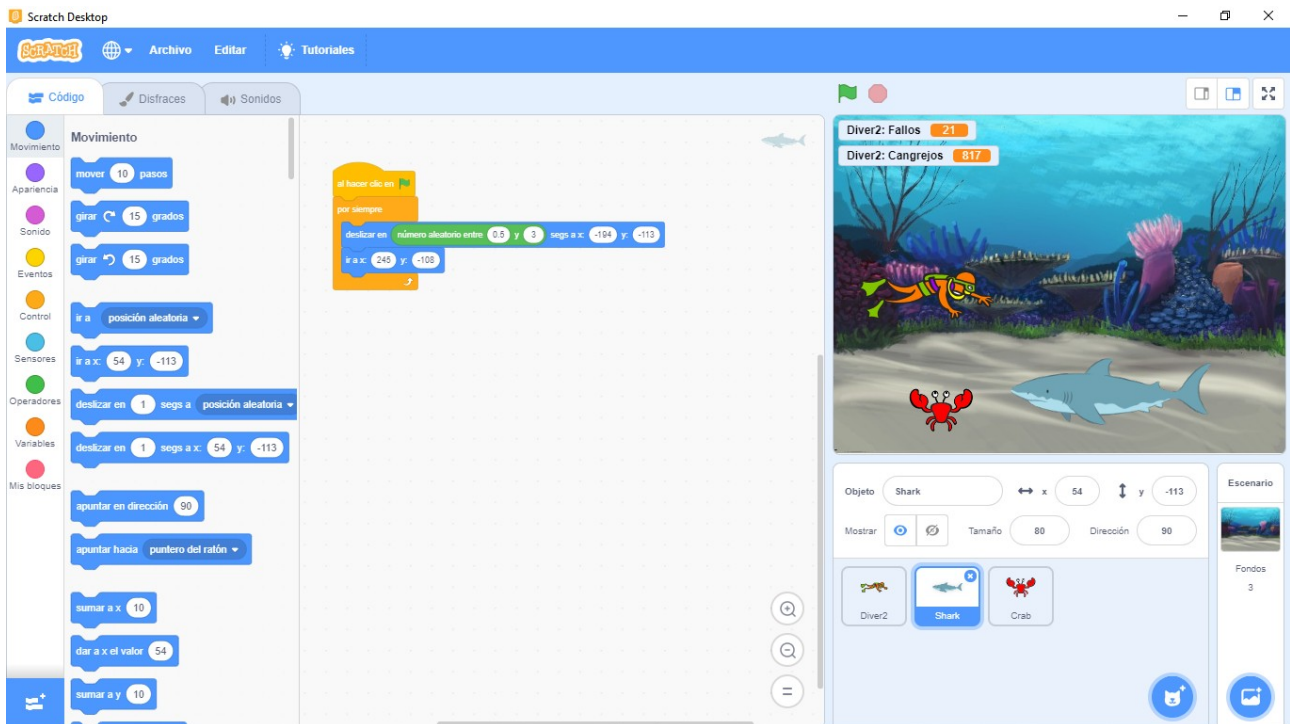 Scratch Desktop
SCRATCH
Archivo
Editar
Tutoriales
Código
Disfraces
Sonidos
Movimiento
Apariencia
Sonido
Eventos
Control
Sensores
Operadores
Variables
Mis bloques
Movimiento
mover 10 pasos
girar 15 grados
girar 15 grados
ir a posición aleatoria
ir a x: 54 y: -113
deslizar en 1 segs a posición aleatoria
deslizar en 1 segs a x: 54 y: -113
apuntar en dirección 90
apuntar hacia puntero del ratón
sumar a x 10
dar a x el valor 54
sumar a y 10
al hacer clic en
por siempre
deslizar en número aleatorio entre 0.5 y 3 segs a x: -194 y: -113
ir a x: 245 y: -108
Diver2: Fallos 21
Diver2: Cangrejos 817
Objeto Shark x 54 y -113
Mostrar Tamaño 80 Dirección 90
Diver2
Shark
Crab
Escenario
Fondos
3